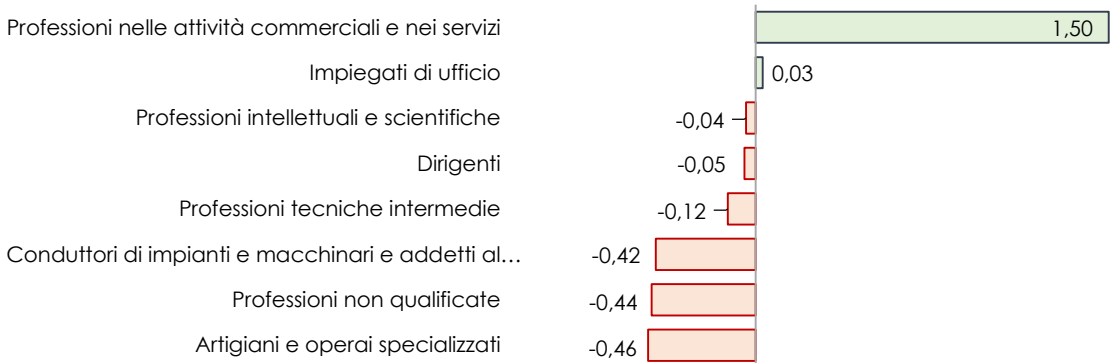 Professioni nelle attività commerciali e nei servizi 1,50
Impiegati di ufficio 0,03
Professioni intellettuali e scientifiche -0,04
Dirigenti -0,05
Professioni tecniche intermedie -0,12
Conduttori di impianti e macchinari e addetti al… -0,42
Professioni non qualificate -0,44
Artigiani e operai specializzati -0,46